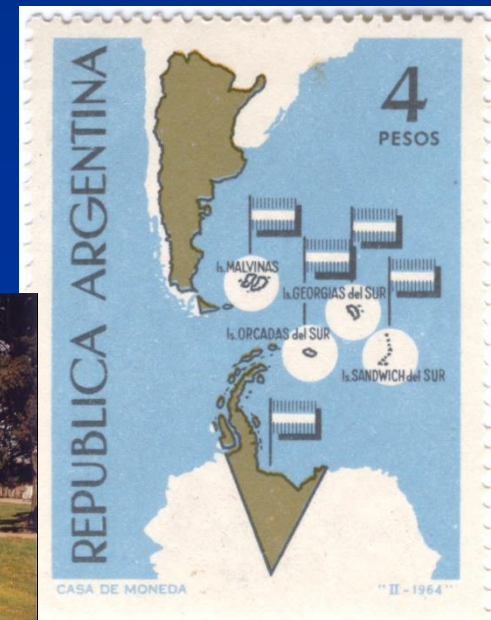 REPUBLICA ARGENTINA
4
PESOS
Is. MALVINAS
Is. GEORGIAS del SUR
Is. ORCADAS del SUR
Is. SANDWICH del SUR
CASA DE MONEDA
"II-1964"